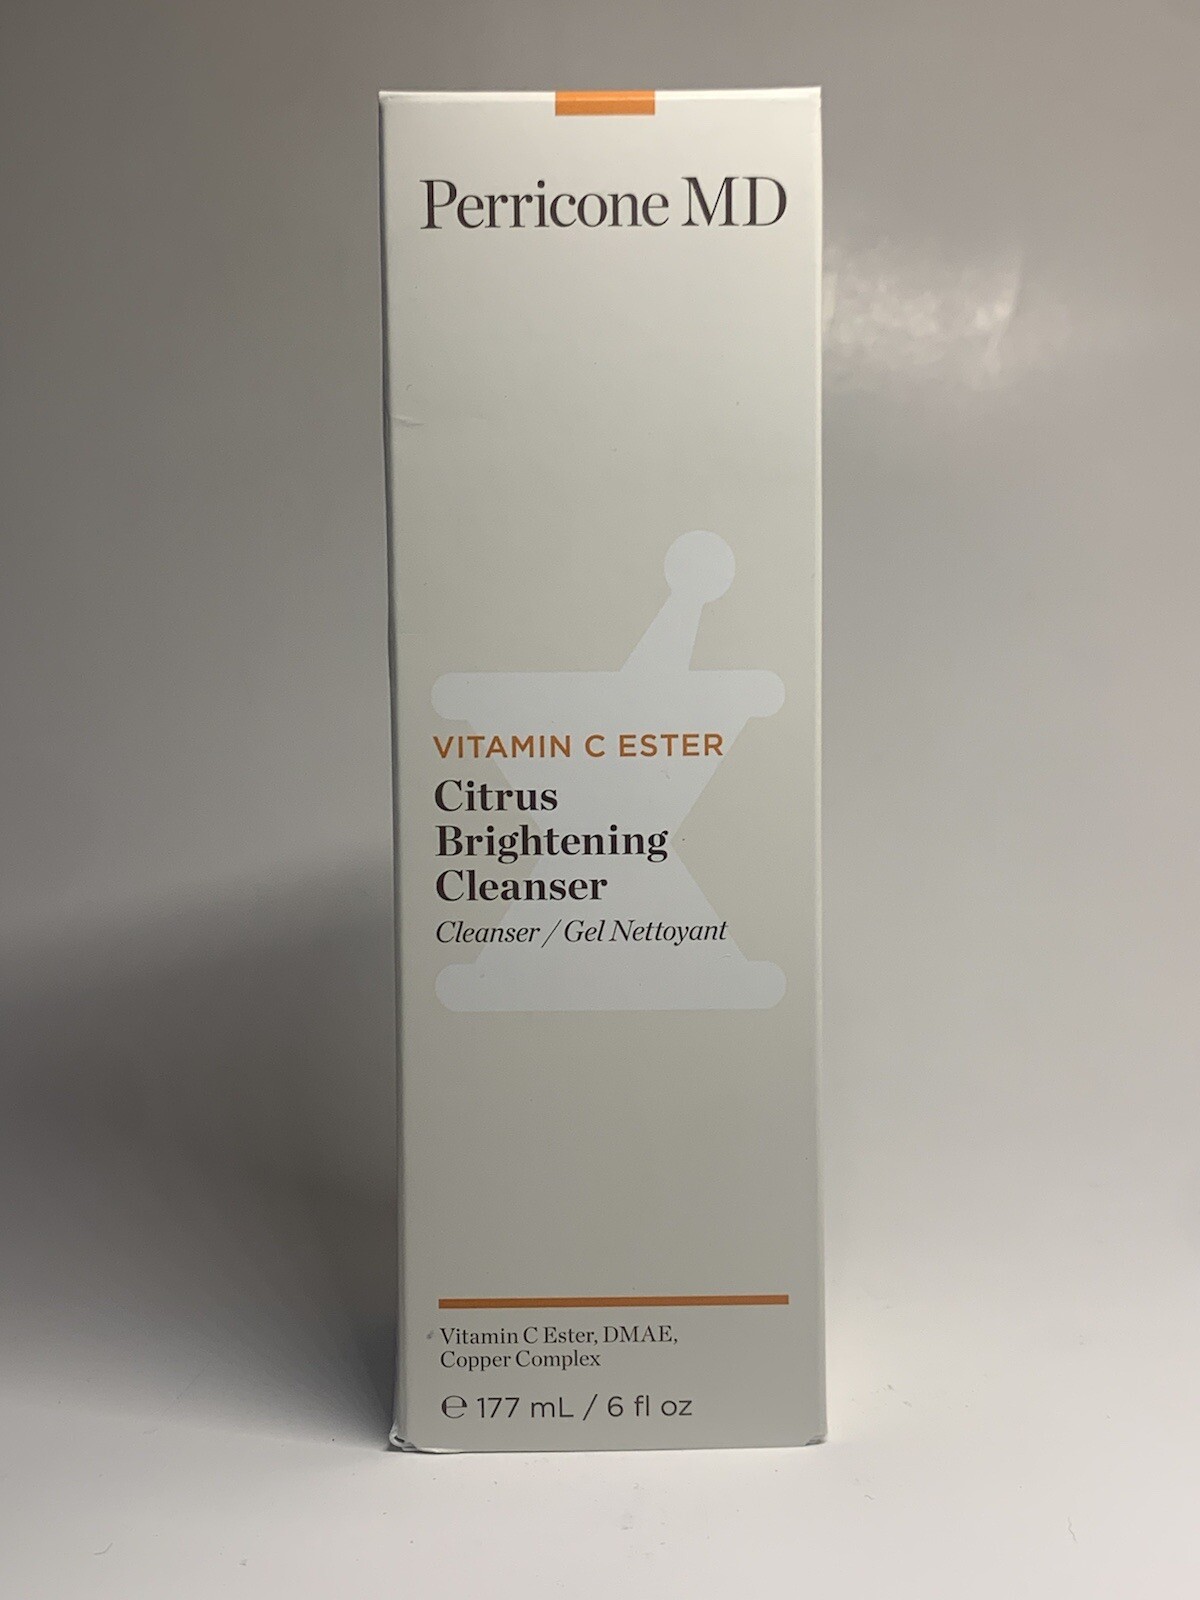 Perricone MD
VITAMIN C ESTER
Citrus
Brightening
Cleanser
Cleanser / Gel Nettoyant
Vitamin C Ester, DMAE,
Copper Complex
℮ 177 mL / 6 fl oz